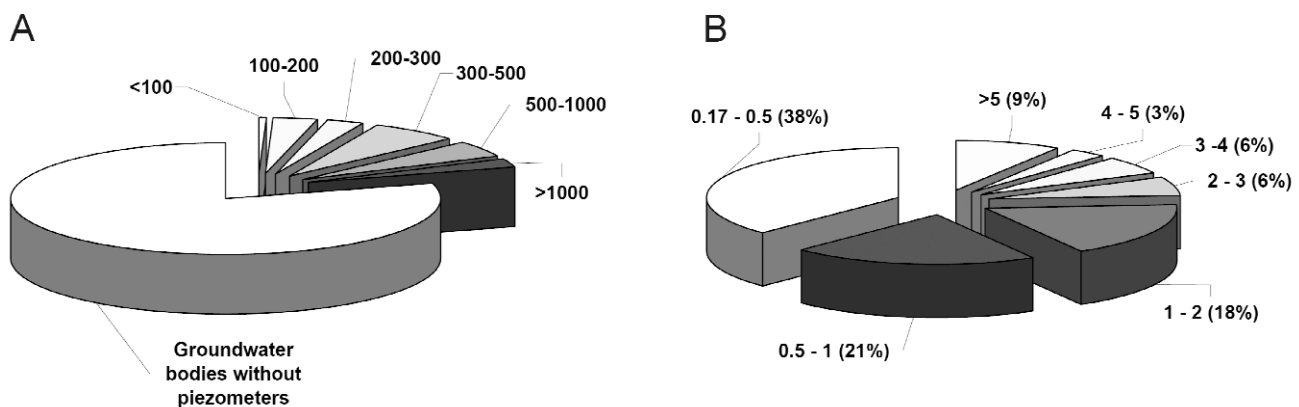 A
<100
100-200
200-300
300-500
500-1000
>1000
Groundwater
bodies without
piezometers
B
0.17 - 0.5 (38%)
>5 (9%)
4 - 5 (3%)
3 -4 (6%)
2 - 3 (6%)
1 - 2 (18%)
0.5 - 1 (21%)